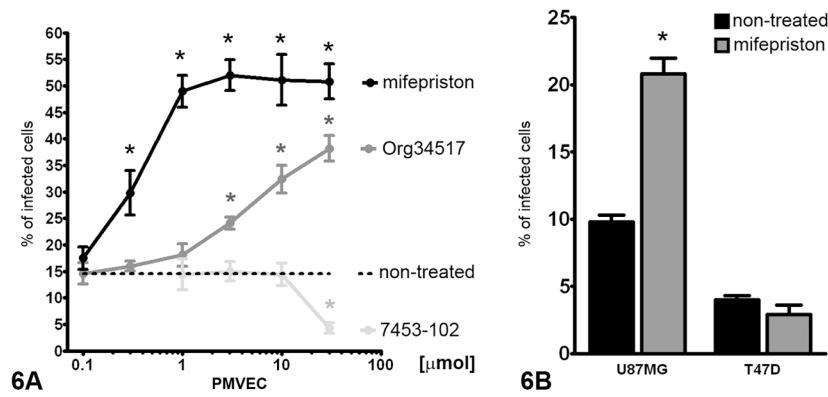 60
55
50
45
40
35
30
25
20
15
10
5
0
% of infected cells
* * * * *
* * *
*
mifepriston
Org34517
non-treated
7453-102
0.1 1 10 100
[µmol]
PMVEC
6A
25
20
15
10
5
0
% of infected cells
*
non-treated
mifepriston
U87MG T47D
6B